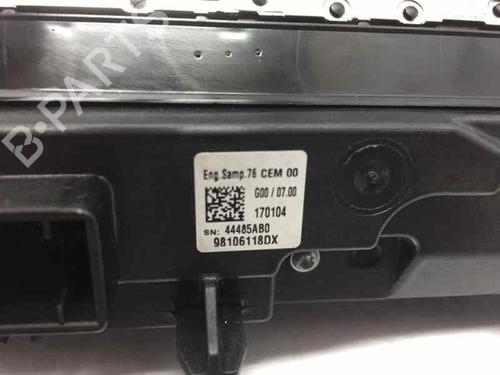 B-PARTS
Eng.Samp.76 CEM 00
G00 / 07.00
170104
SN: 44485AB0
98106118DX